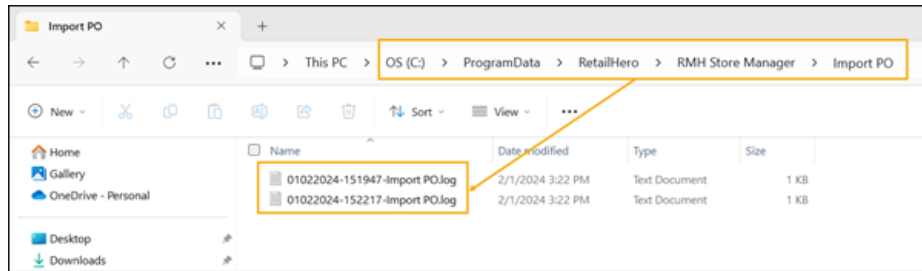 Import PO
This PC > OS (C:) > ProgramData > RetailHero > RMH Store Manager > Import PO
New Sort View
Home
Gallery
OneDrive - Personal
Desktop
Downloads
Name Date modified Type Size
01022024-151947-Import PO.log 2/1/2024 3:22 PM Text Document 1 KB
01022024-152217-Import PO.log 2/1/2024 3:22 PM Text Document 1 KB